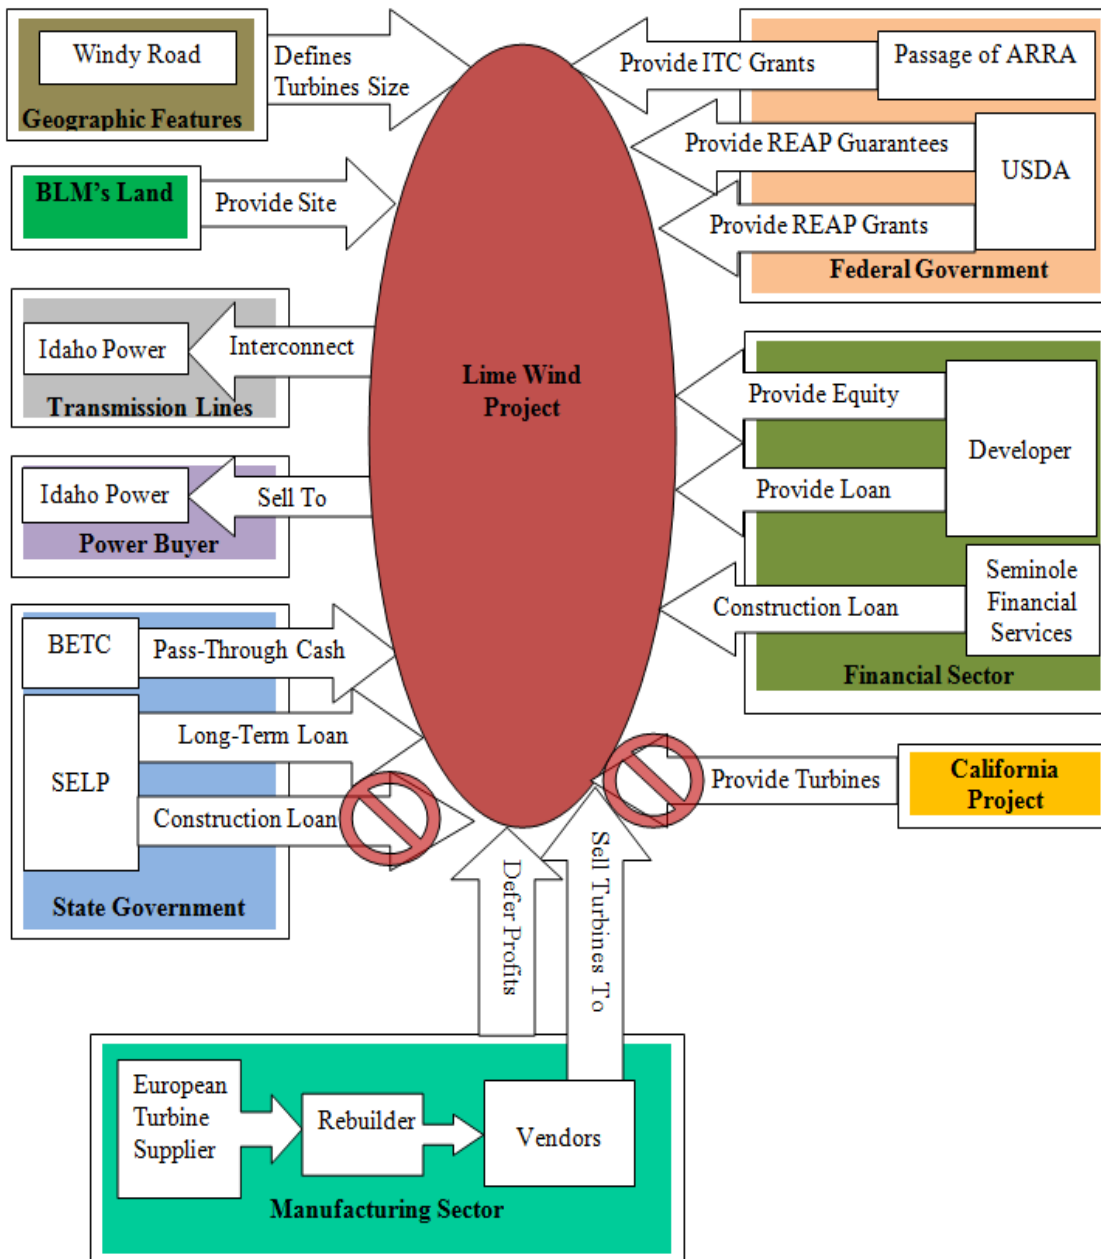 Windy Road
Defines
Turbines Size
Geographic Features
Provide ITC Grants
Passage of ARRA
Provide REAP Guarantees
USDA
Provide REAP Grants
Federal Government
BLM's Land
Provide Site
Idaho Power
Interconnect
Transmission Lines
Lime Wind
Project
Idaho Power
Sell To
Power Buyer
Provide Equity
Developer
Provide Loan
Construction Loan
Seminole
Financial
Services
Financial Sector
BETC
Pass-Through Cash
SELP
Long-Term Loan
Construction Loan
State Government
Provide Turbines
California
Project
Defer Profits
Sell Turbines To
European
Turbine
Supplier
Rebuilder
Vendors
Manufacturing Sector